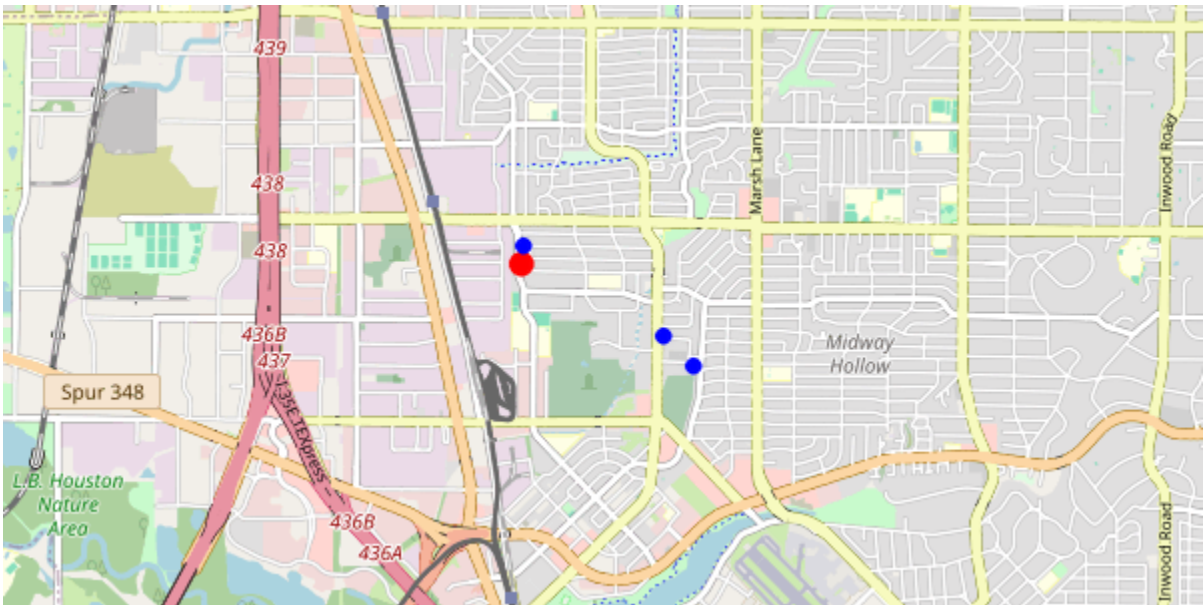 439
438
438
436B
437
Spur 348
I 35E TEXpress
436B
436A
L.B. Houston
Nature
Area
Marsh Lane
Midway
Hollow
Inwood Road
Inwood Road